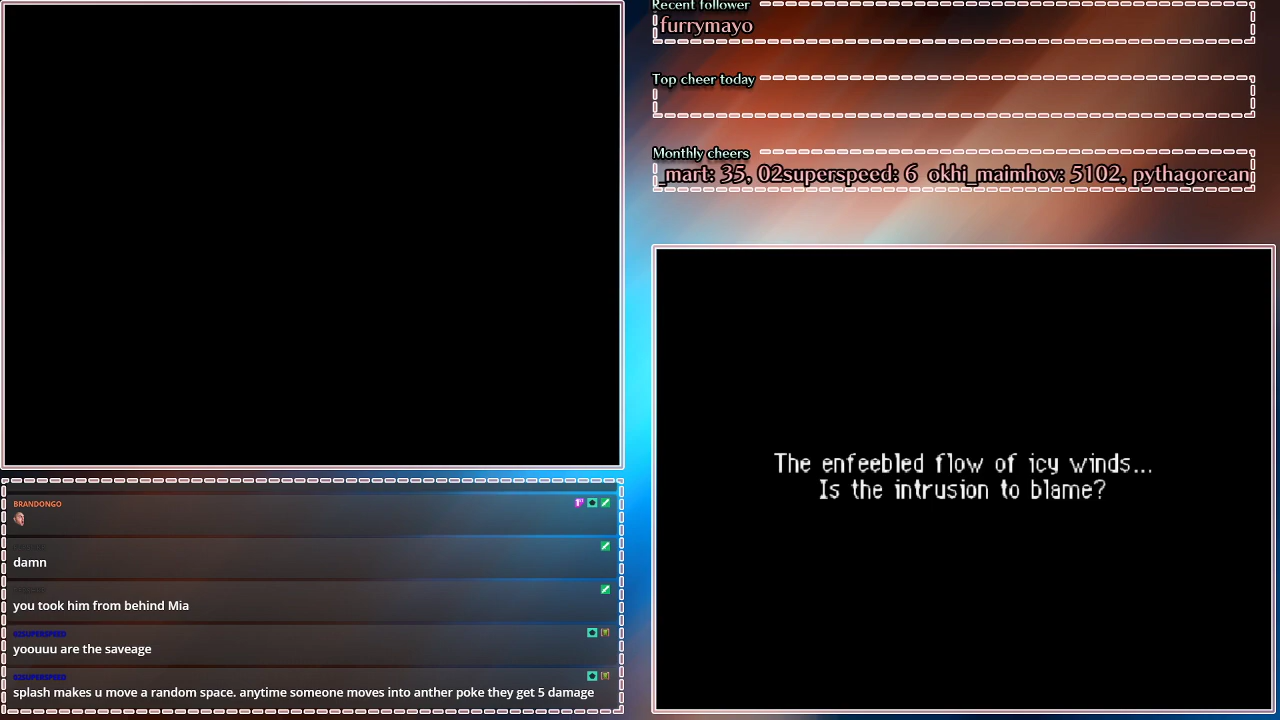 Recent follower
furrymayo
Top cheer today
Monthly cheers
_mart: 35, 02superspeed: 6 okhi_maimhov: 5102, pythagorean
The enfeebled flow of icy winds...
Is the intrusion to blame?
BRANDONGO
damn
you took him from behind Mia
02SUPERSPEED
yoouuu are the saveage
02SUPERSPEED
splash makes u move a random space. anytime someone moves into anther poke they get 5 damage